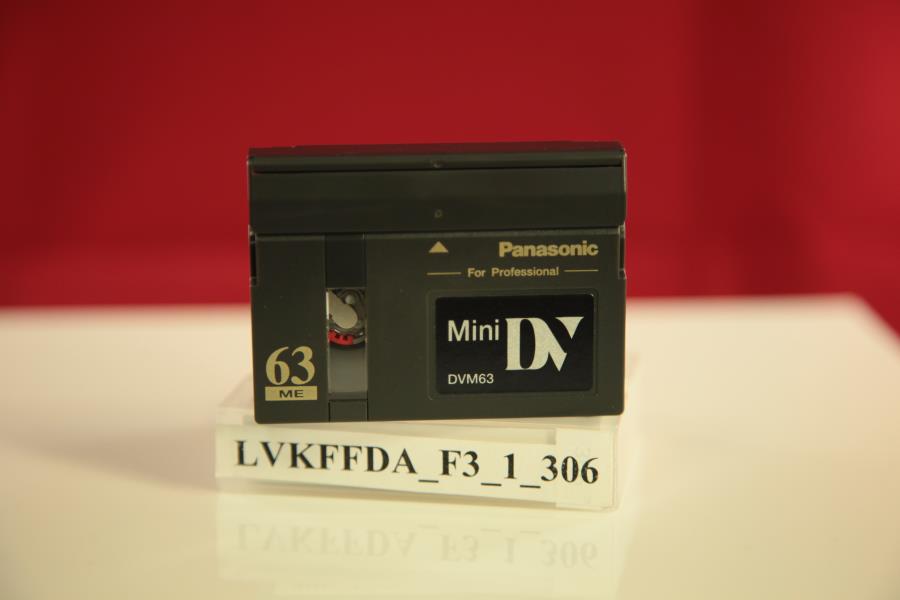 Panasonic
For Professional
Mini DV
DVM63
63
ME
LVKFFDA_F3_1_306